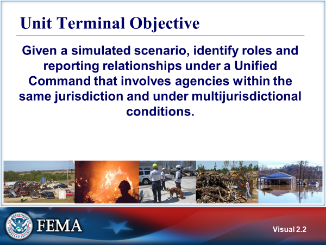 Unit Terminal Objective
Given a simulated scenario, identify roles and
reporting relationships under a Unified
Command that involves agencies within the
same jurisdiction and under multijurisdictional
conditions.
FEMA
Visual 2.2